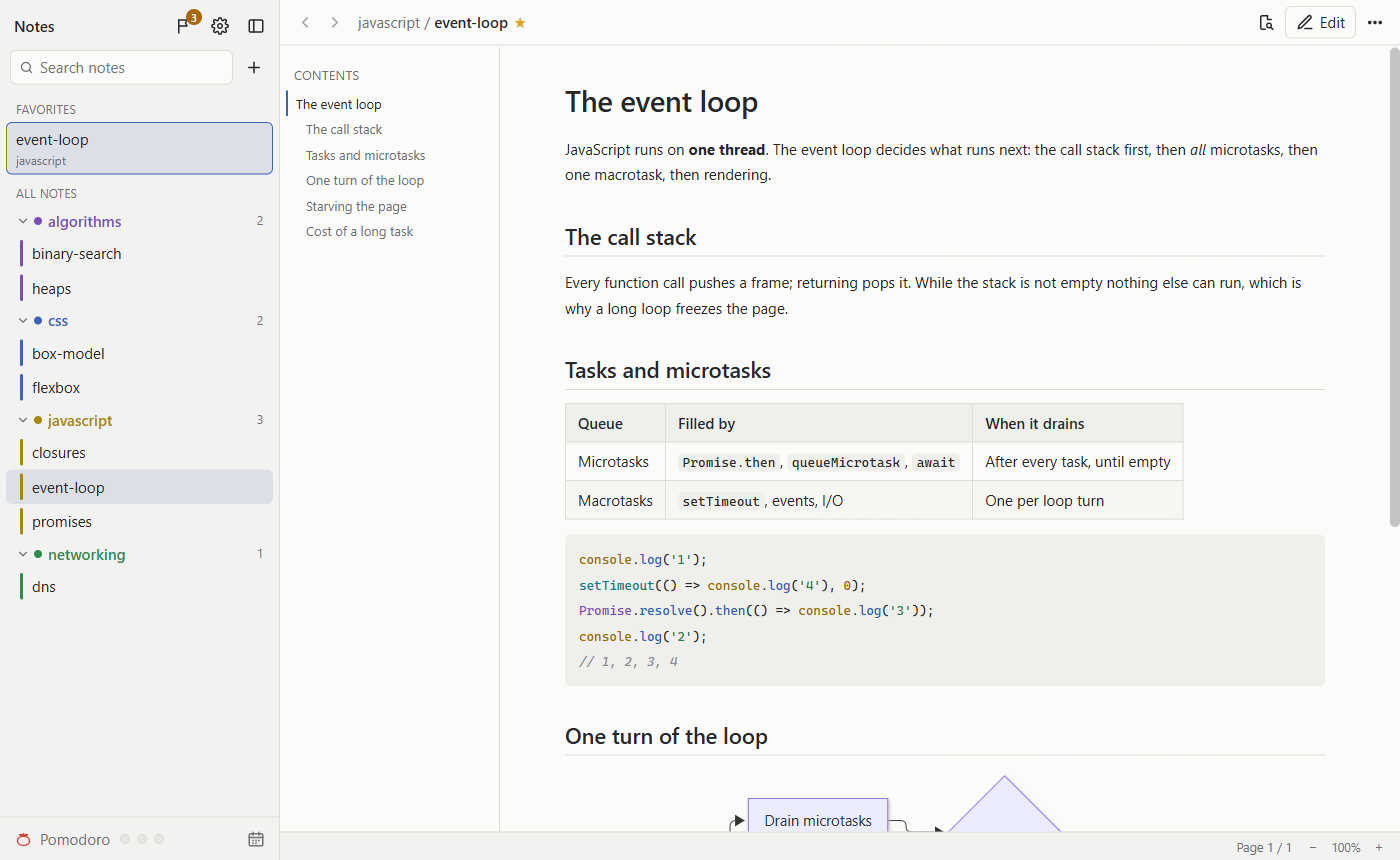 Notes
3
Search notes
FAVORITES
event-loop
javascript
ALL NOTES
algorithms 2
binary-search
heaps
css 2
box-model
flexbox
javascript 3
closures
event-loop
promises
networking 1
dns
Pomodoro
javascript / event-loop
Edit
CONTENTS
The event loop
The call stack
Tasks and microtasks
One turn of the loop
Starving the page
Cost of a long task
The event loop
JavaScript runs on one thread. The event loop decides what runs next: the call stack first, then all microtasks, then
one macrotask, then rendering.
The call stack
Every function call pushes a frame; returning pops it. While the stack is not empty nothing else can run, which is
why a long loop freezes the page.
Tasks and microtasks
Queue Filled by When it drains
Microtasks Promise.then, queueMicrotask, await After every task, until empty
Macrotasks setTimeout, events, I/O One per loop turn
console.log('1');
setTimeout(() => console.log('4'), 0);
Promise.resolve().then(() => console.log('3'));
console.log('2');
// 1, 2, 3, 4
One turn of the loop
Drain microtasks
Page 1 / 1 − 100% +